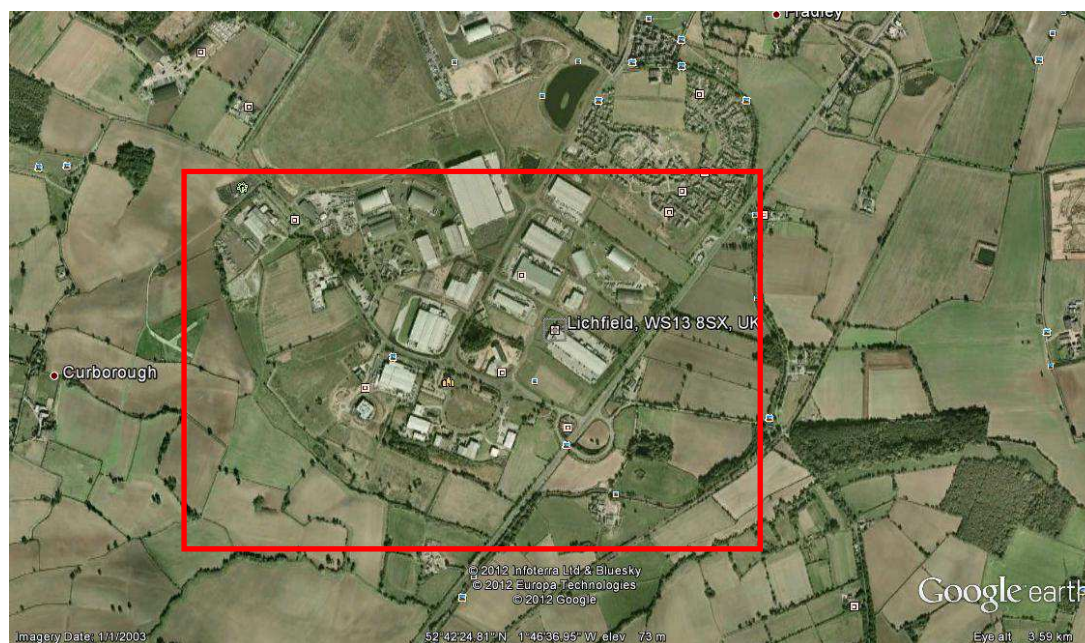 Fradley
Lichfield, WS13 8SX, UK
Curborough
© 2012 Infoterra Ltd & Bluesky
© 2012 Europa Technologies
© 2012 Google
Google earth
Imagery Date: 1/1/2003
52°42'24.81" N 1°46'36.95" W elev 73 m
Eye alt 3.59 km